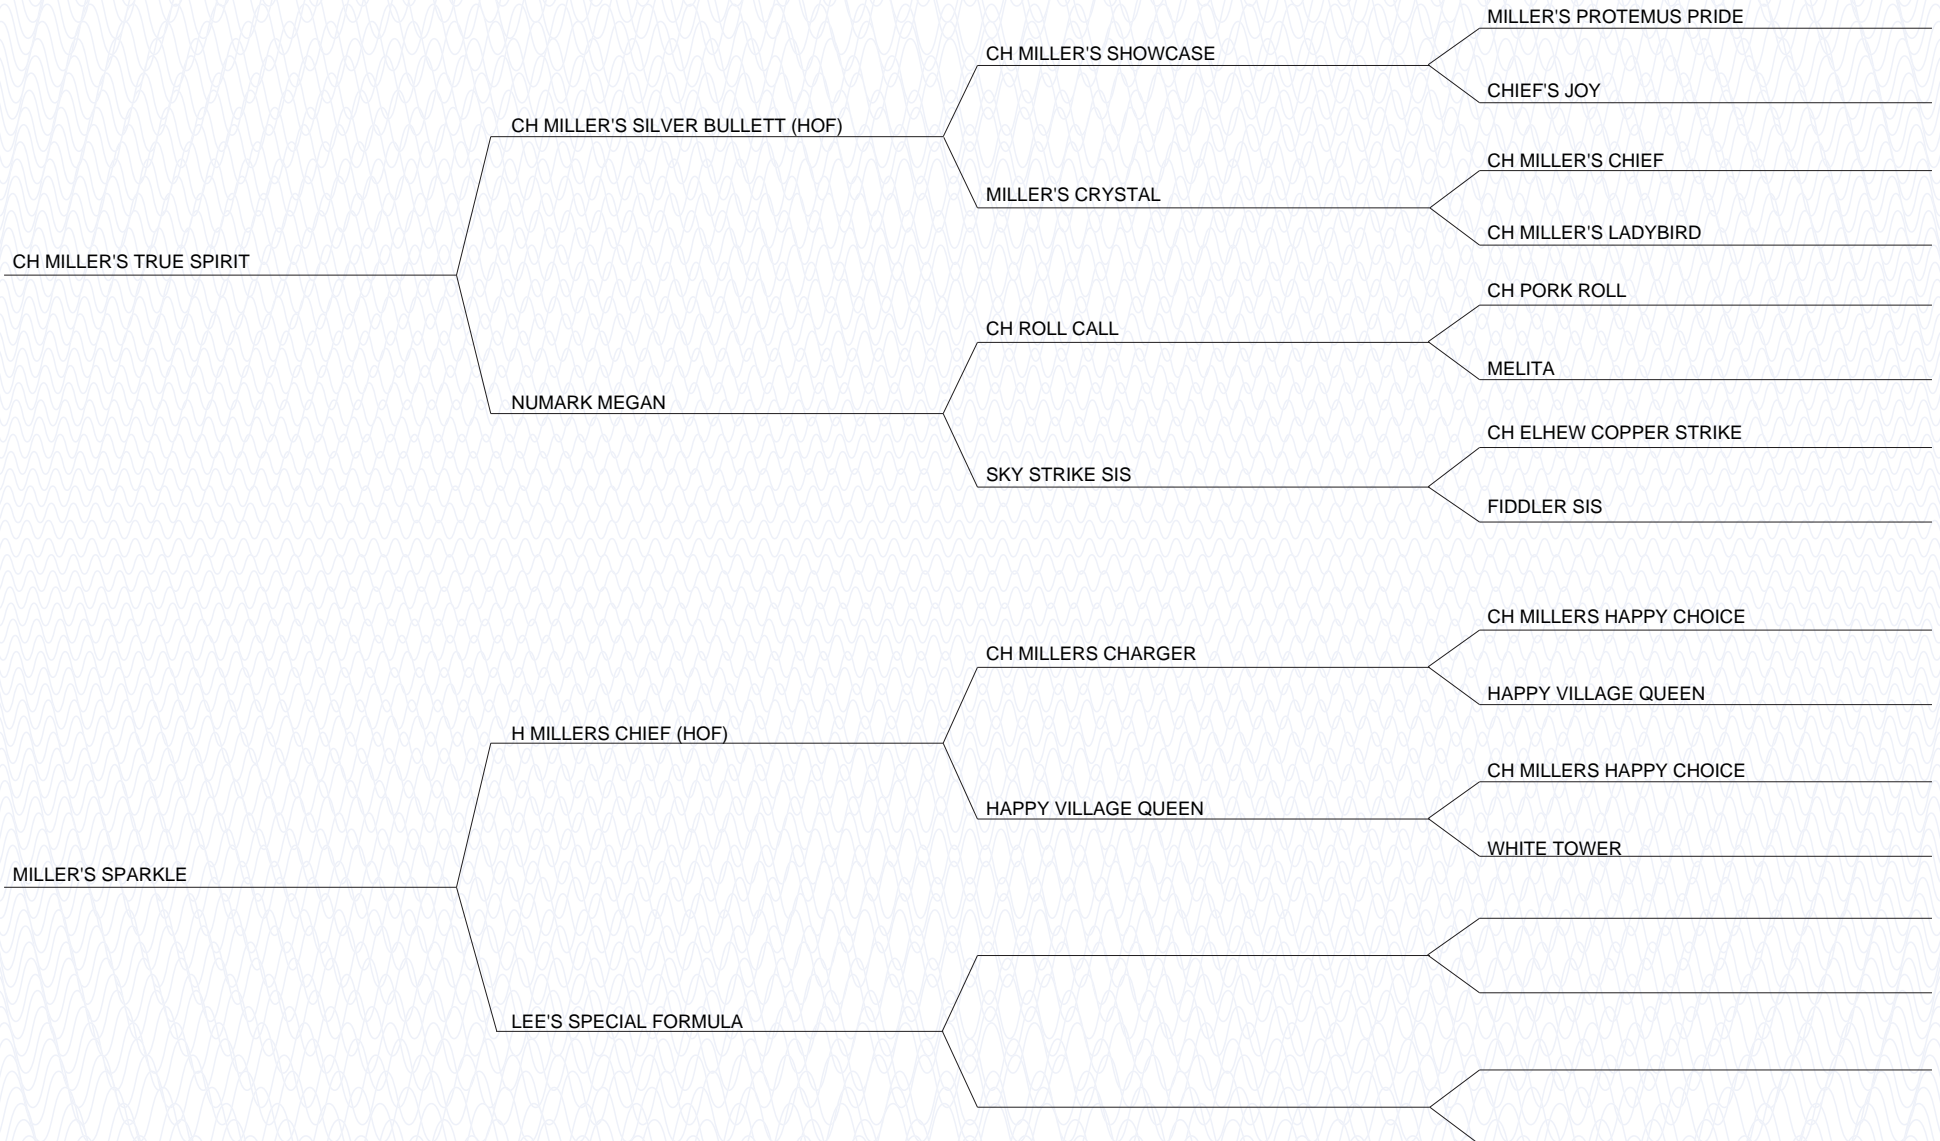 MILLER'S PROTEMUS PRIDE
CH MILLER'S SHOWCASE
CHIEF'S JOY
CH MILLER'S SILVER BULLETT (HOF)
CH MILLER'S CHIEF
MILLER'S CRYSTAL
CH MILLER'S LADYBIRD
CH MILLER'S TRUE SPIRIT
CH PORK ROLL
CH ROLL CALL
MELITA
NUMARK MEGAN
CH ELHEW COPPER STRIKE
SKY STRIKE SIS
FIDDLER SIS
CH MILLERS HAPPY CHOICE
CH MILLERS CHARGER
HAPPY VILLAGE QUEEN
H MILLERS CHIEF (HOF)
CH MILLERS HAPPY CHOICE
HAPPY VILLAGE QUEEN
WHITE TOWER
MILLER'S SPARKLE
LEE'S SPECIAL FORMULA